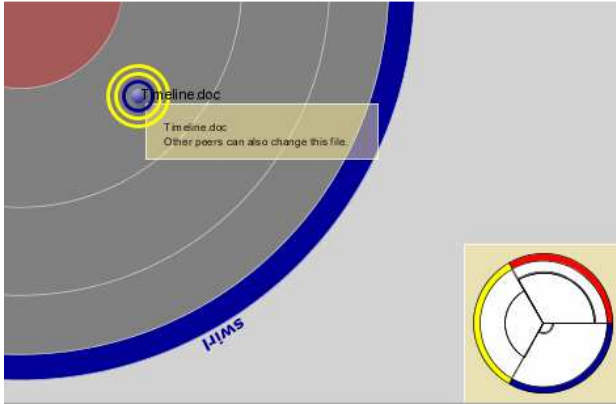 Timeline.doc
Timeline.doc
Other peers can also change this file.
swirl